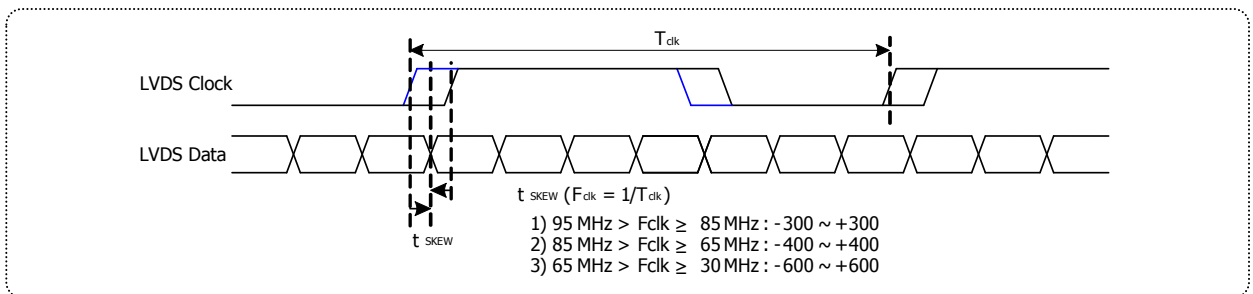 Tclk
LVDS Clock
LVDS Data
t SKEW (Fclk = 1/Tclk)
1) 95 MHz > Fclk ≥ 85 MHz : -300 ~ +300
t SKEW
2) 85 MHz > Fclk ≥ 65 MHz : -400 ~ +400
3) 65 MHz > Fclk ≥ 30 MHz : -600 ~ +600